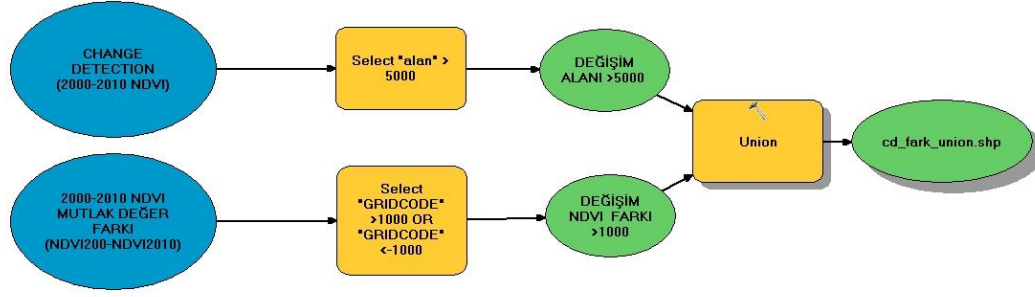 CHANGE
DETECTION
(2000-2010 NDVI)
Select "alan" >
5000
DEĞİŞİM
ALANI >5000
Union
cd_fark_union.shp
2000-2010 NDVI
MUTLAK DEĞER
FARKI
(NDVI200-NDVI2010)
Select
"GRIDCODE"
>1000 OR
"GRIDCODE"
<-1000
DEĞİŞİM
NDVI FARKI
>1000